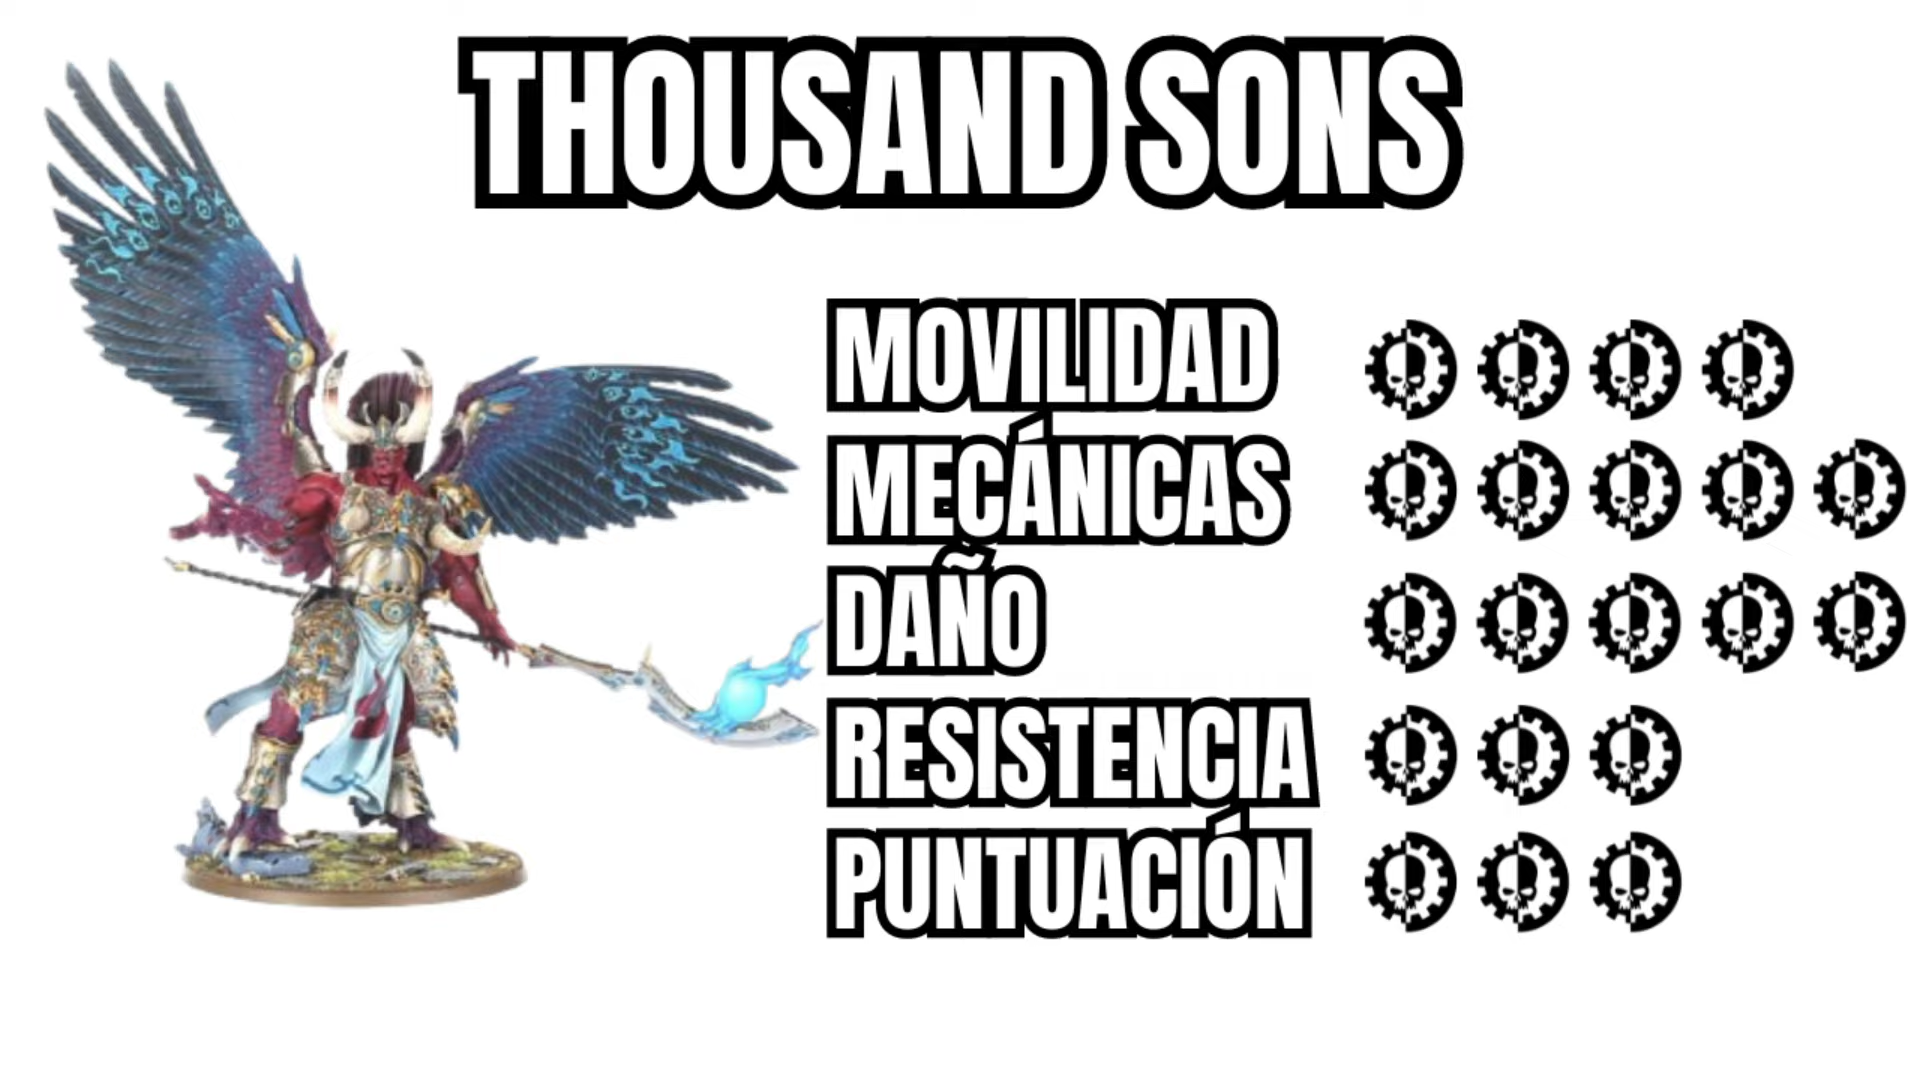 THOUSAND SONS
MOVILIDAD
MECÁNICAS
DAÑO
RESISTENCIA
PUNTUACIÓN